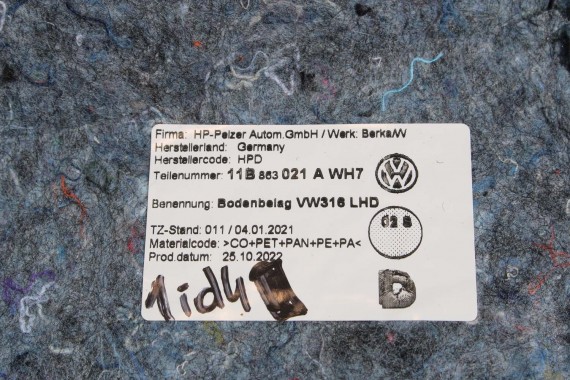 Firma: HP-Pelzer Autom.GmbH / Werk: Berka/W
Herstellerland: Germany
Herstellercode: HPD
Teilenummer: 11B 863 021 A WH7
Benennung: Bodenbelag VW316 LHD
TZ-Stand: 011 / 04.01.2021
Materialcode: >CO+PET+PAN+PE+PA<
Prod.datum: 25.10.2022
02 S
D
1id4